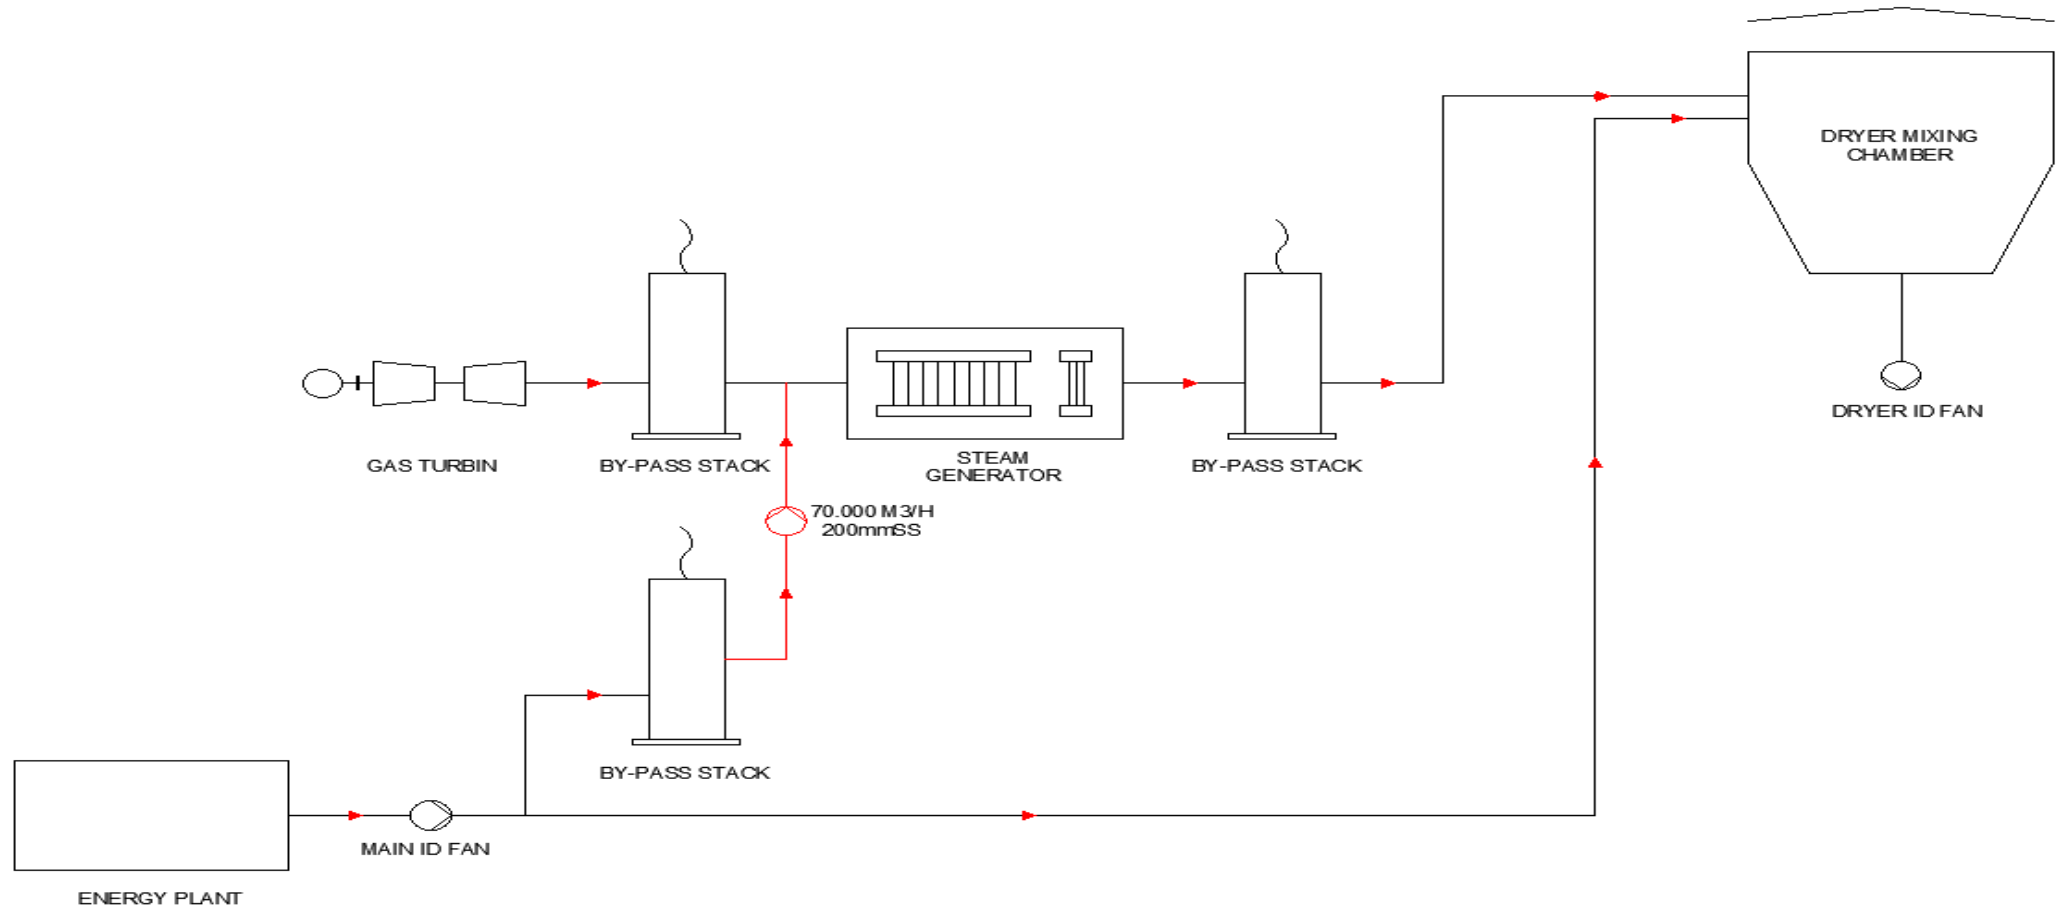 DRYER MIXING
CHAMBER
DRYER ID FAN
GAS TURBIN
BY-PASS STACK
STEAM
GENERATOR
BY-PASS STACK
70.000 M3/H
200mmSS
BY-PASS STACK
MAIN ID FAN
ENERGY PLANT